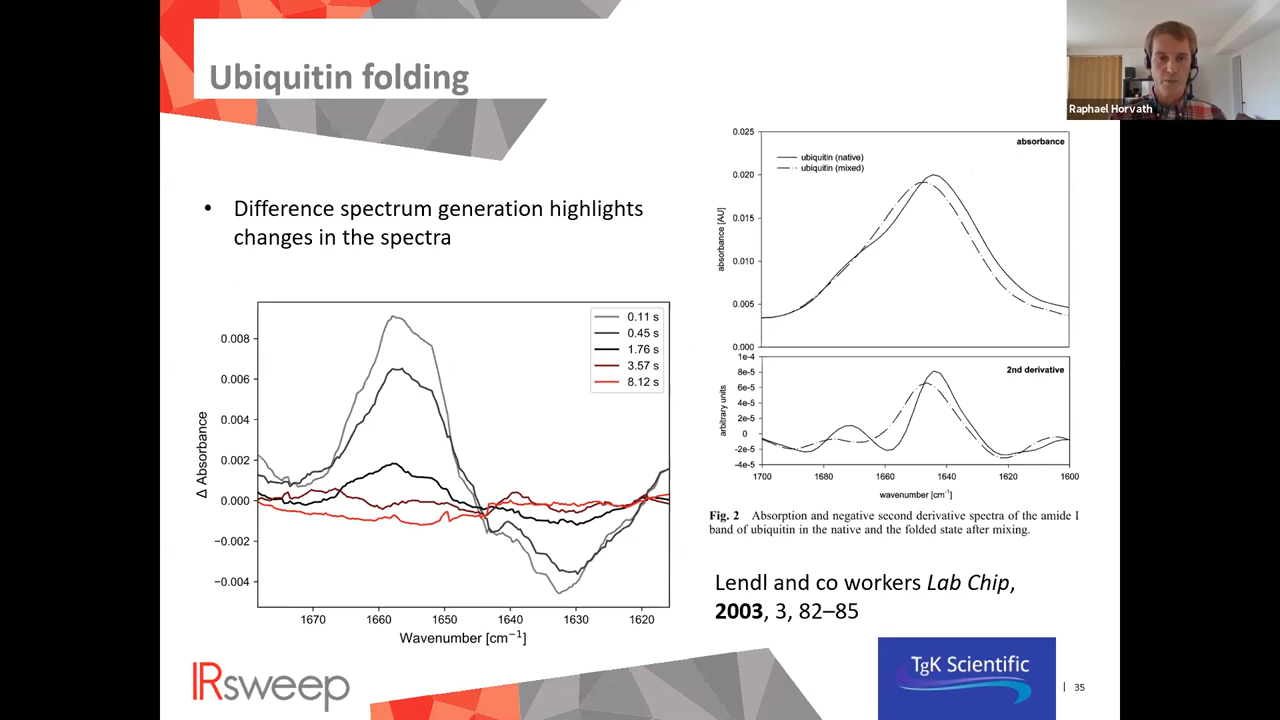 Ubiquitin folding
Raphael Horvath
• Difference spectrum generation highlights
changes in the spectra
0.008
0.006
0.004
0.002
0.000
−0.002
−0.004
Δ Absorbance
0.11 s
0.45 s
1.76 s
3.57 s
8.12 s
1670 1660 1650 1640 1630 1620
Wavenumber [cm⁻¹]
0.025
0.020
0.015
0.010
0.005
0.000
absorbance [AU]
absorbance
ubiquitin (native)
ubiquitin (mixed)
1e-4
8e-5
6e-5
4e-5
2e-5
0
-2e-5
-4e-5
arbitrary units
2nd derivative
1700 1680 1660 1640 1620 1600
wavenumber [cm⁻¹]
Fig. 2 Absorption and negative second derivative spectra of the amide I
band of ubiquitin in the native and the folded state after mixing.
Lendl and co workers Lab Chip,
2003, 3, 82–85
IRsweep
TgK Scientific
| 35